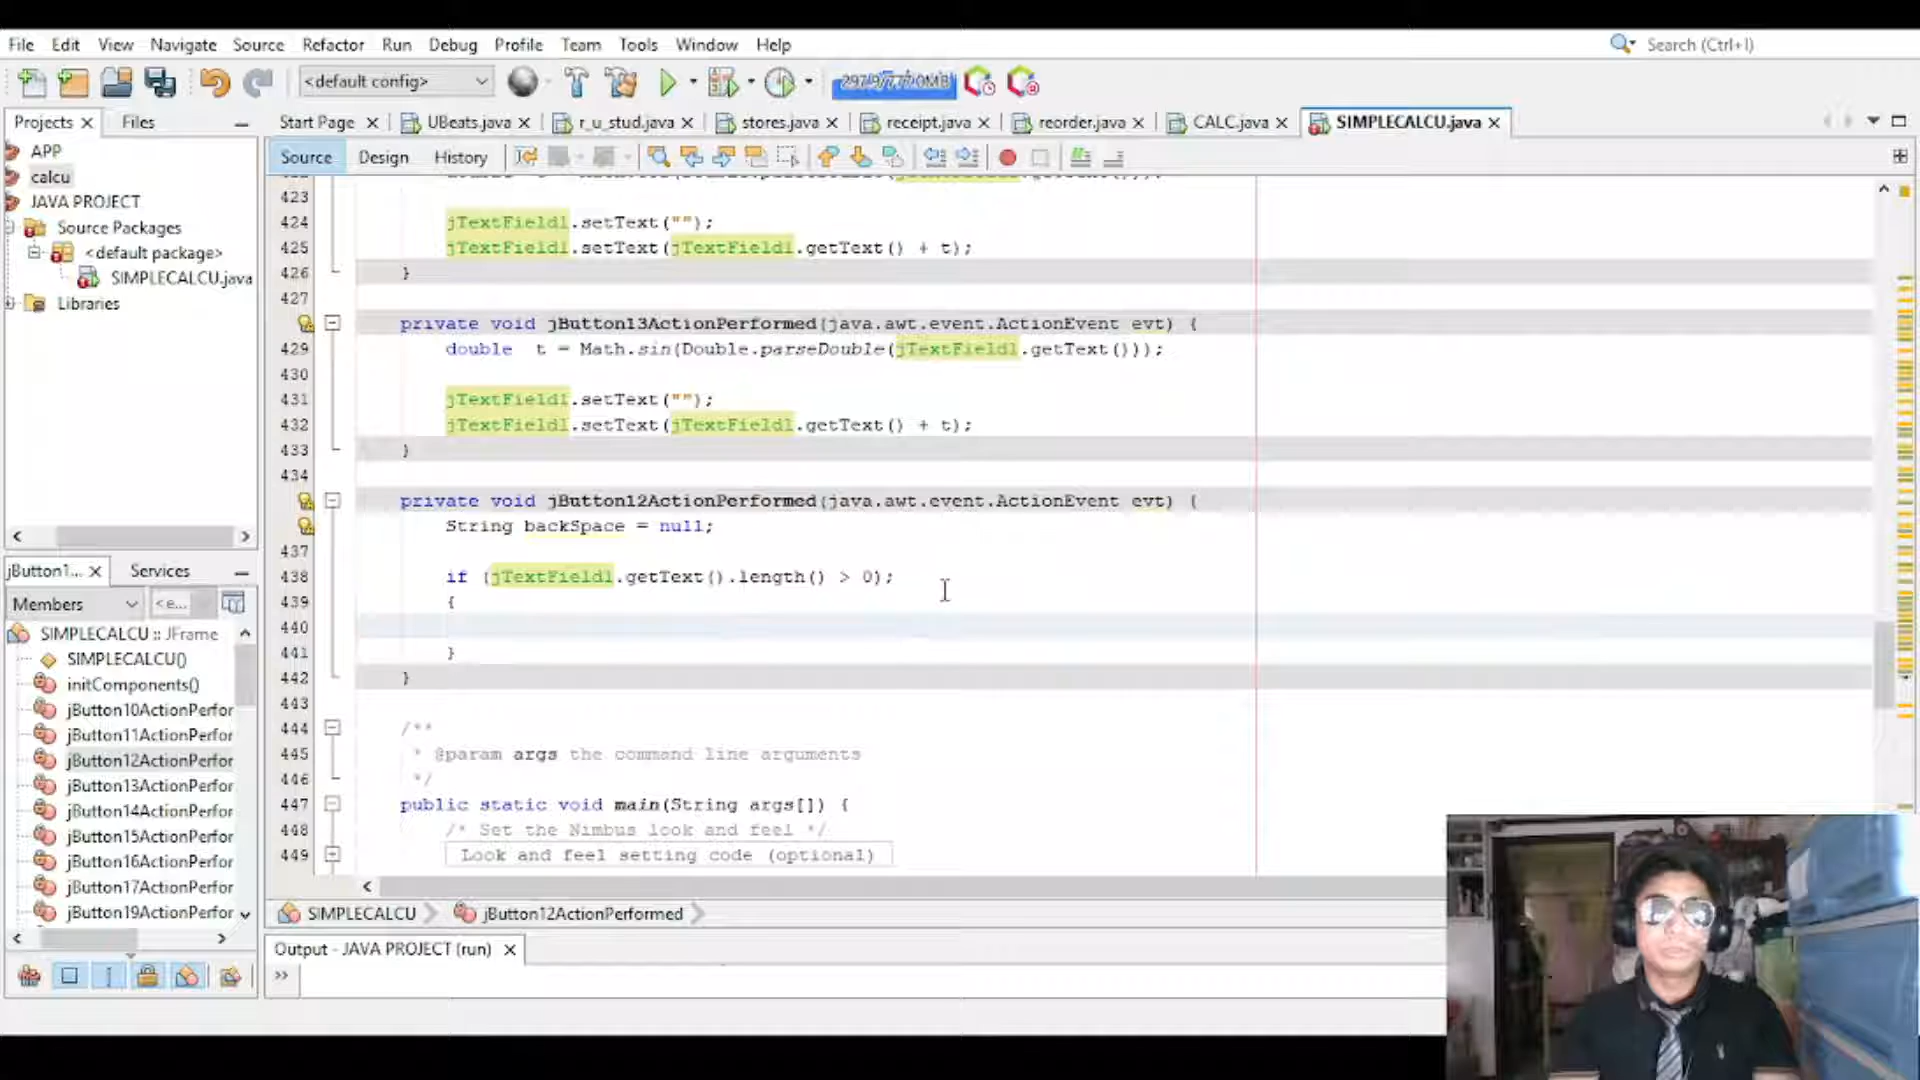 File Edit View Navigate Source Refactor Run Debug Profile Team Tools Window Help
Search (Ctrl+I)
<default config>
Projects Files
Start Page UBeats.java r_u_stud.java stores.java receipt.java reorder.java CALC.java SIMPLECALCU.java
APP
calcu
JAVA PROJECT
Source Packages
<default package>
SIMPLECALCU.java
Libraries
Source Design History
423
424 jTextField1.setText("");
425 jTextField1.setText(jTextField1.getText() + t);
426 }
427
private void jButton13ActionPerformed(java.awt.event.ActionEvent evt) {
429 double t = Math.sin(Double.parseDouble(jTextField1.getText()));
430
431 jTextField1.setText("");
432 jTextField1.setText(jTextField1.getText() + t);
433 }
434
private void jButton12ActionPerformed(java.awt.event.ActionEvent evt) {
String backSpace = null;
437
438 if (jTextField1.getText().length() > 0);
439 {
440
441 }
442 }
443
444 /**
445 * @param args the command line arguments
446 */
447 public static void main(String args[]) {
448 /* Set the Nimbus look and feel */
449 Look and feel setting code (optional)
jButton1... Services
Members <e...
SIMPLECALCU :: JFrame
SIMPLECALCU()
initComponents()
jButton10ActionPerfor
jButton11ActionPerfor
jButton12ActionPerfor
jButton13ActionPerfor
jButton14ActionPerfor
jButton15ActionPerfor
jButton16ActionPerfor
jButton17ActionPerfor
jButton19ActionPerfor
SIMPLECALCU jButton12ActionPerformed
Output - JAVA PROJECT (run)